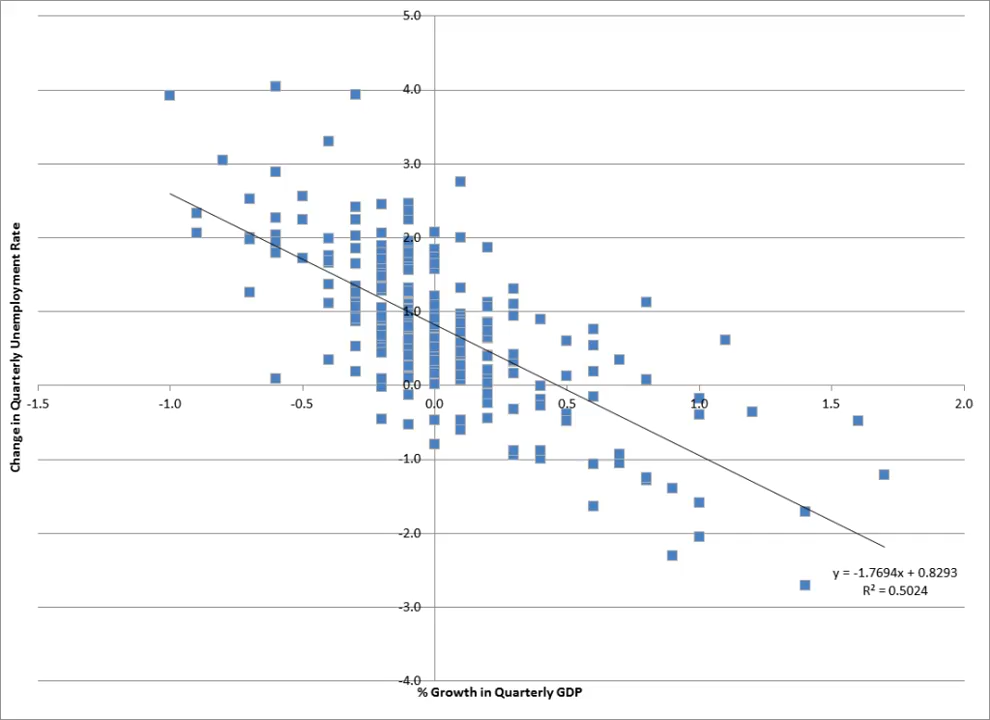 5.0
4.0
3.0
2.0
1.0
0.0
-1.5 -1.0 -0.5 0.0 0.5 1.0 1.5 2.0
-1.0
-2.0
-3.0
-4.0
Change in Quarterly Unemployment Rate
y = -1.7694x + 0.8293
R² = 0.5024
% Growth in Quarterly GDP